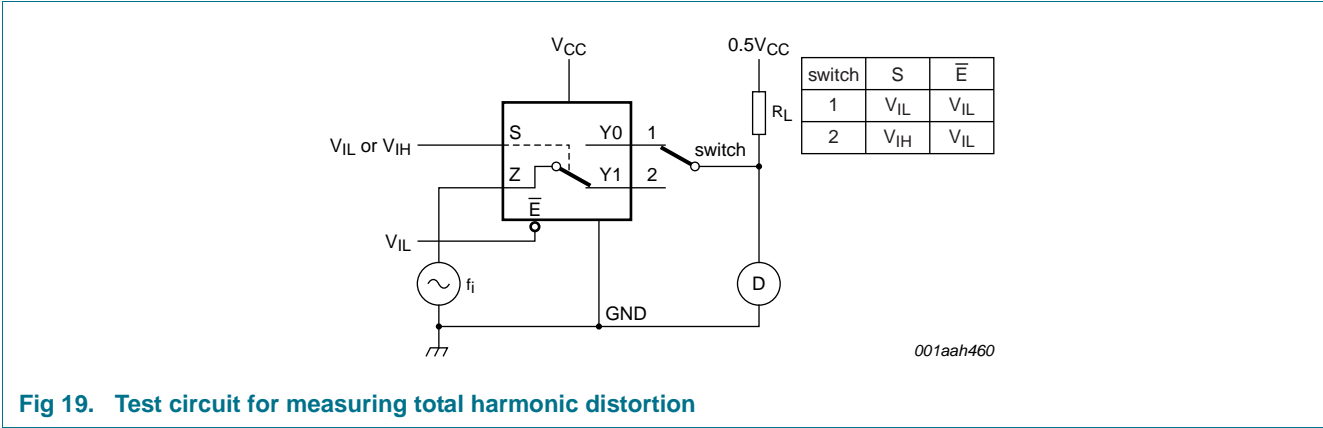 VCC
0.5VCC
switch S E̅
1 VIL VIL
2 VIH VIL
RL
VIL or VIH
S Y0 1
switch
Z Y1 2
E̅
VIL
fi
D
GND
001aah460
Fig 19. Test circuit for measuring total harmonic distortion